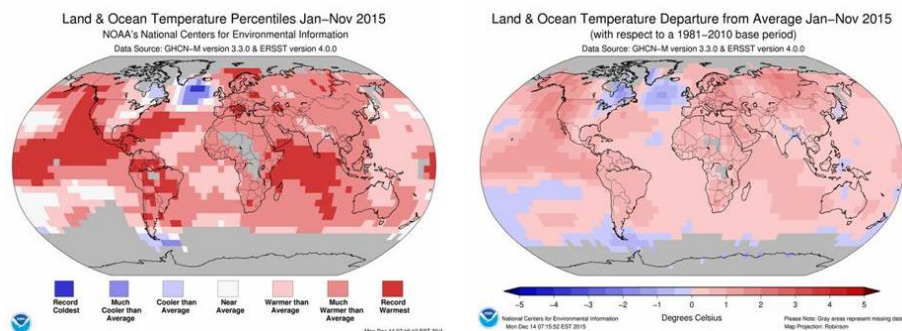 Land & Ocean Temperature Percentiles Jan-Nov 2015
NOAA's National Centers for Environmental Information
Data Source: GHCN-M version 3.3.0 & ERSST version 4.0.0
Record
Coldest
Much
Cooler than
Average
Cooler than
Average
Near
Average
Warmer than
Average
Much
Warmer than
Average
Record
Warmest
Land & Ocean Temperature Departure from Average Jan-Nov 2015
(with respect to a 1981-2010 base period)
Data Source: GHCN-M version 3.3.0 & ERSST version 4.0.0
-5 -4 -3 -2 -1 0 1 2 3 4 5
Degrees Celsius
National Centers for Environmental Information
Mon Dec 14 07:15:52 EST 2015
Please Note: Gray areas represent missing data
Map Projection: Robinson